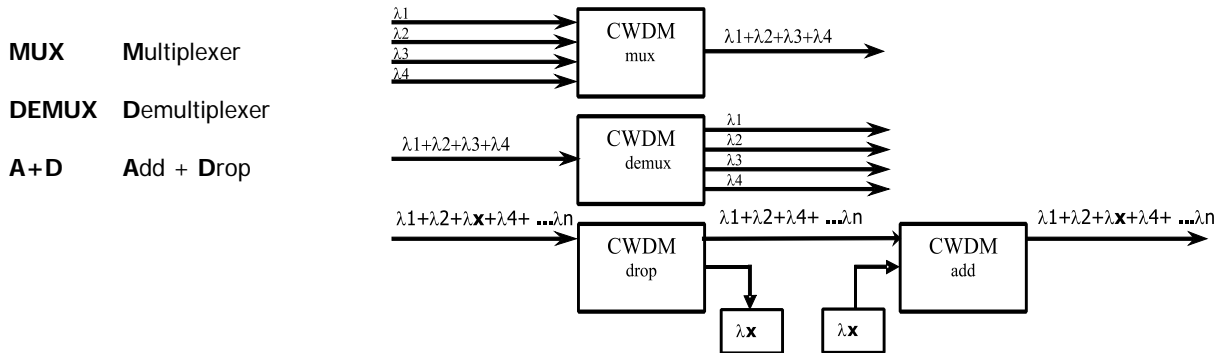 MUX Multiplexer
DEMUX Demultiplexer
A+D Add + Drop
λ1
λ2
λ3
λ4
CWDM
mux
λ1+λ2+λ3+λ4
λ1+λ2+λ3+λ4
CWDM
demux
λ1
λ2
λ3
λ4
λ1+λ2+λx+λ4+ ...λn
CWDM
drop
λ1+λ2+λ4+ ...λn
λx
λx
CWDM
add
λ1+λ2+λx+λ4+ ...λn